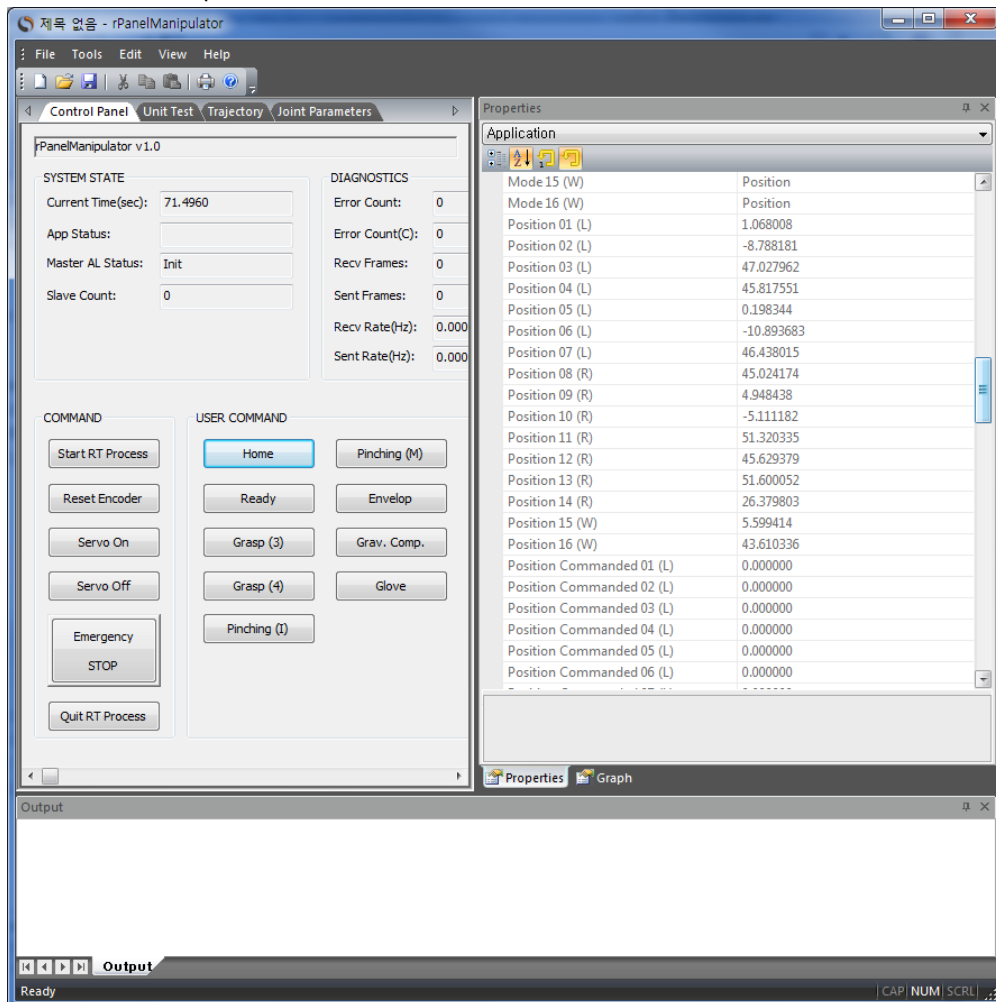 제목 없음 - rPanelManipulator
File Tools Edit View Help
Control Panel Unit Test Trajectory Joint Parameters
rPanelManipulator v1.0
SYSTEM STATE
Current Time(sec): 71.4960
App Status:
Master AL Status: Init
Slave Count: 0
DIAGNOSTICS
Error Count: 0
Error Count(C): 0
Recv Frames: 0
Sent Frames: 0
Recv Rate(Hz): 0.000
Sent Rate(Hz): 0.000
COMMAND
Start RT Process
Reset Encoder
Servo On
Servo Off
Emergency
STOP
Quit RT Process
USER COMMAND
Home Pinching (M)
Ready Envelop
Grasp (3) Grav. Comp.
Grasp (4) Glove
Pinching (I)
Properties
Application
Mode 15 (W) Position
Mode 16 (W) Position
Position 01 (L) 1.068008
Position 02 (L) -8.788181
Position 03 (L) 47.027962
Position 04 (L) 45.817551
Position 05 (L) 0.198344
Position 06 (L) -10.893683
Position 07 (L) 46.438015
Position 08 (R) 45.024174
Position 09 (R) 4.948438
Position 10 (R) -5.111182
Position 11 (R) 51.320335
Position 12 (R) 45.629379
Position 13 (R) 51.600052
Position 14 (R) 26.379803
Position 15 (W) 5.599414
Position 16 (W) 43.610336
Position Commanded 01 (L) 0.000000
Position Commanded 02 (L) 0.000000
Position Commanded 03 (L) 0.000000
Position Commanded 04 (L) 0.000000
Position Commanded 05 (L) 0.000000
Position Commanded 06 (L) 0.000000
Properties Graph
Output
Output
Ready
CAP NUM SCRL